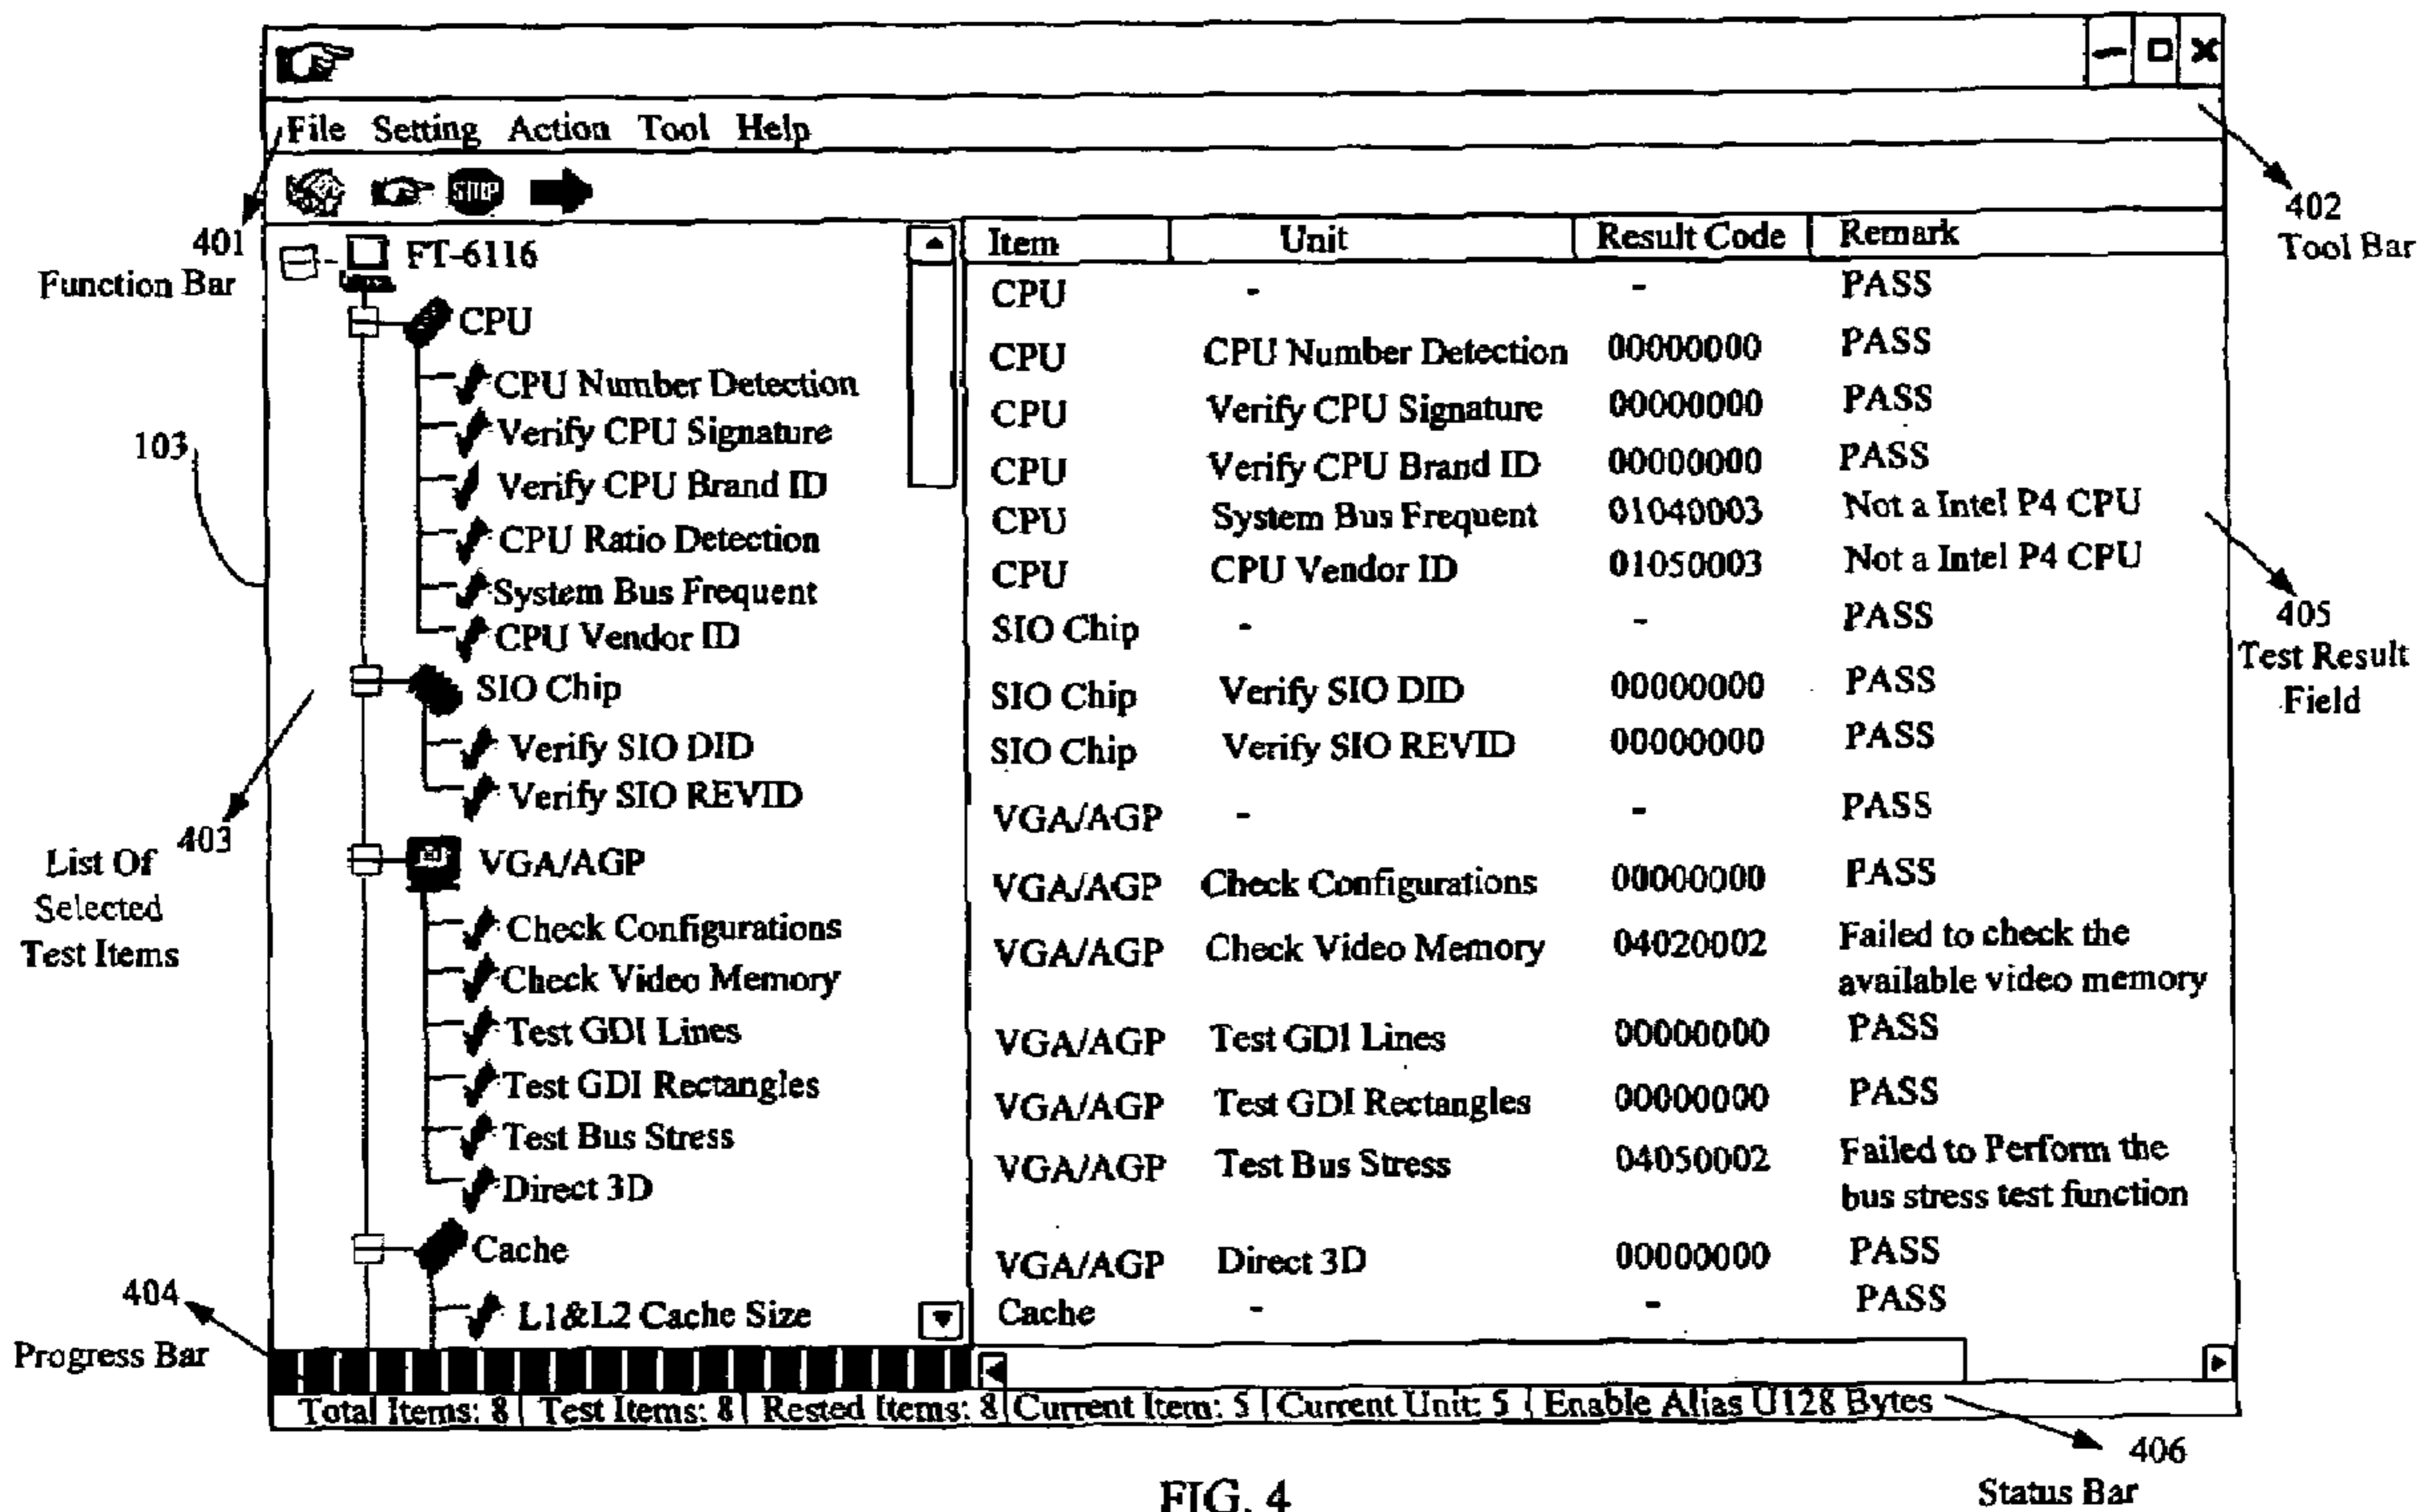 File Setting Action Tool Help
STOP
401
Function Bar
402
Tool Bar
FT-6116
CPU
CPU Number Detection
Verify CPU Signature
Verify CPU Brand ID
CPU Ratio Detection
System Bus Frequent
CPU Vendor ID
SIO Chip
Verify SIO DID
Verify SIO REVID
VGA/AGP
Check Configurations
Check Video Memory
Test GDI Lines
Test GDI Rectangles
Test Bus Stress
Direct 3D
Cache
L1&L2 Cache Size
103
403
List Of
Selected
Test Items
404
Progress Bar
Item Unit Result Code Remark
CPU - - PASS
CPU CPU Number Detection 00000000 PASS
CPU Verify CPU Signature 00000000 PASS
CPU Verify CPU Brand ID 00000000 PASS
CPU System Bus Frequent 01040003 Not a Intel P4 CPU
CPU CPU Vendor ID 01050003 Not a Intel P4 CPU
SIO Chip - - PASS
SIO Chip Verify SIO DID 00000000 PASS
SIO Chip Verify SIO REVID 00000000 PASS
VGA/AGP - - PASS
VGA/AGP Check Configurations 00000000 PASS
VGA/AGP Check Video Memory 04020002 Failed to check the
available video memory
VGA/AGP Test GDI Lines 00000000 PASS
VGA/AGP Test GDI Rectangles 00000000 PASS
VGA/AGP Test Bus Stress 04050002 Failed to Perform the
bus stress test function
VGA/AGP Direct 3D 00000000 PASS
Cache - - PASS
405
Test Result
Field
Total Items: 8 Test Items: 8 Rested Items: 8 Current Item: 5 Current Unit: 5 Enable Alias U128 Bytes
406
Status Bar
FIG. 4